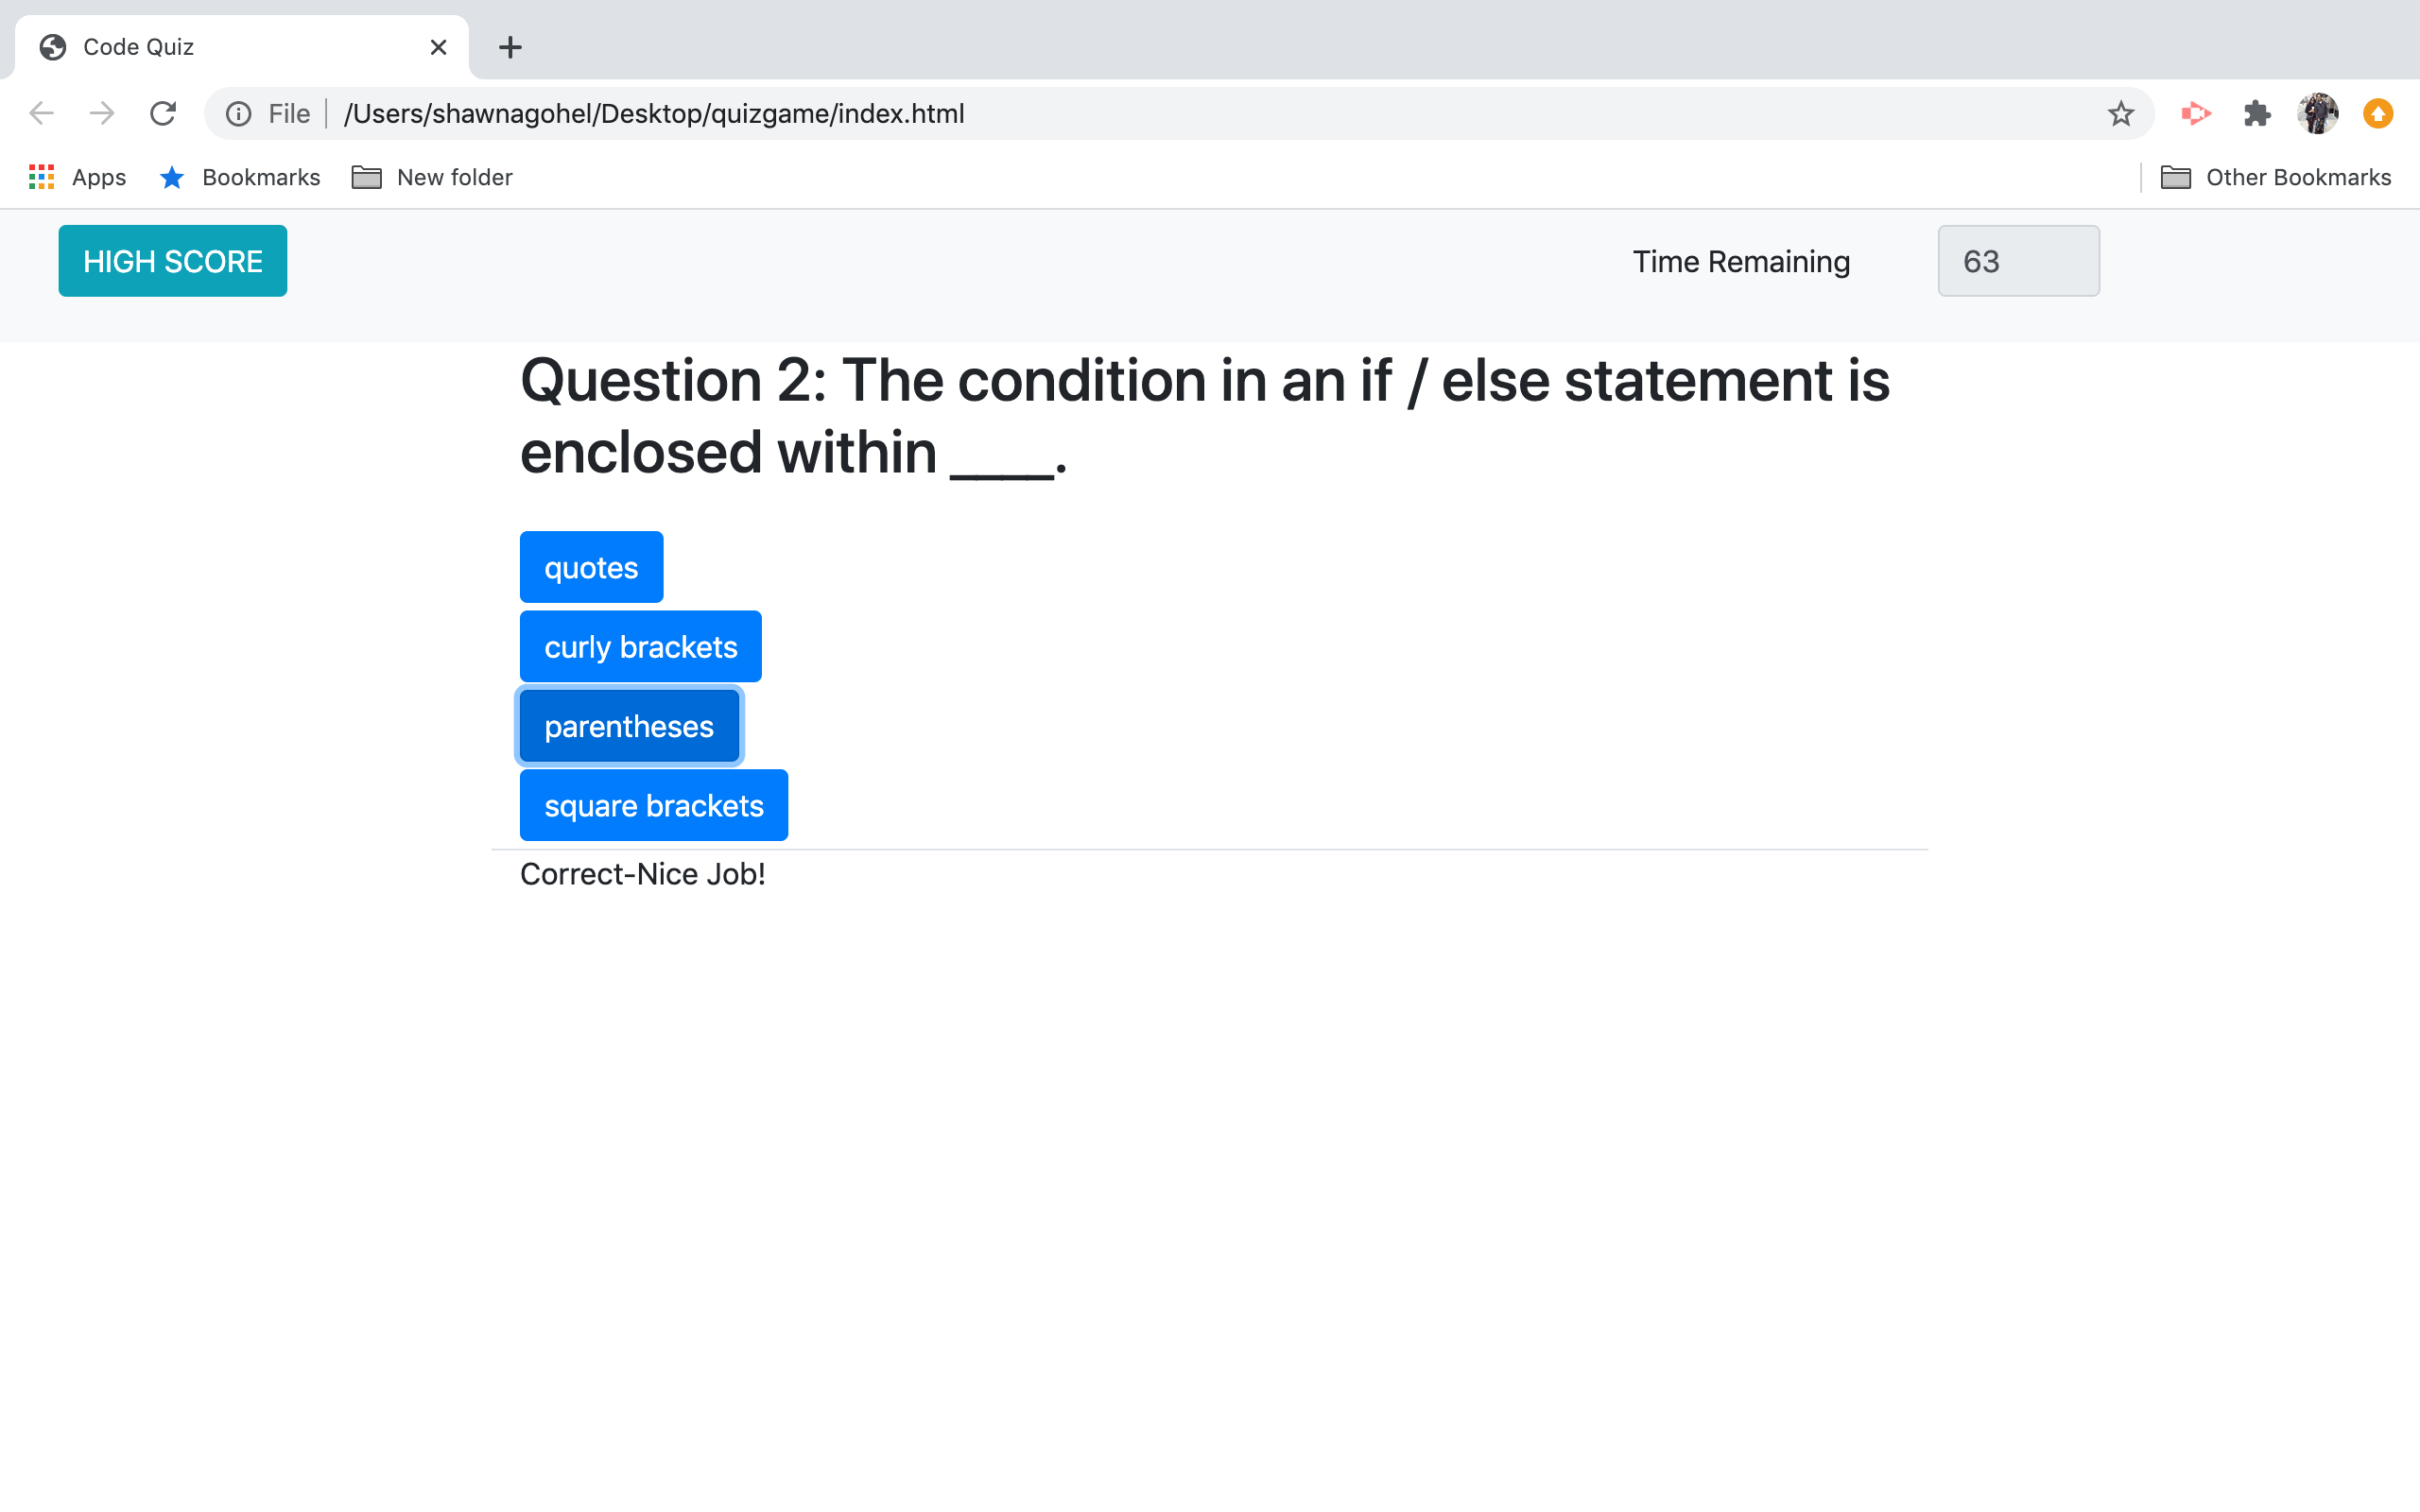 Code Quiz
File /Users/shawnagohel/Desktop/quizgame/index.html
Apps Bookmarks New folder Other Bookmarks
HIGH SCORE Time Remaining 63
Question 2: The condition in an if / else statement is
enclosed within ____.
quotes
curly brackets
parentheses
square brackets
Correct-Nice Job!